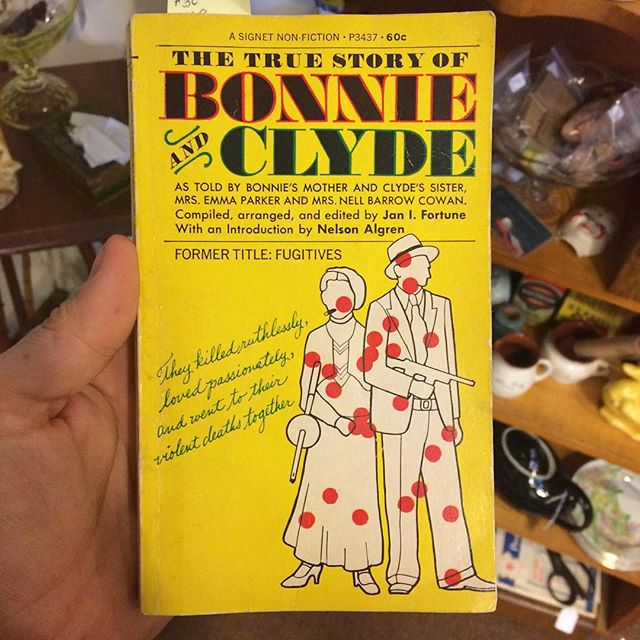 A SIGNET NON-FICTION • P3437 • 60c
THE TRUE STORY OF
BONNIE
AND CLYDE
AS TOLD BY BONNIE'S MOTHER AND CLYDE'S SISTER,
MRS. EMMA PARKER AND MRS. NELL BARROW COWAN.
Compiled, arranged, and edited by Jan I. Fortune
With an Introduction by Nelson Algren
FORMER TITLE: FUGITIVES
They killed ruthlessly,
loved passionately,
and went to their
violent deaths together